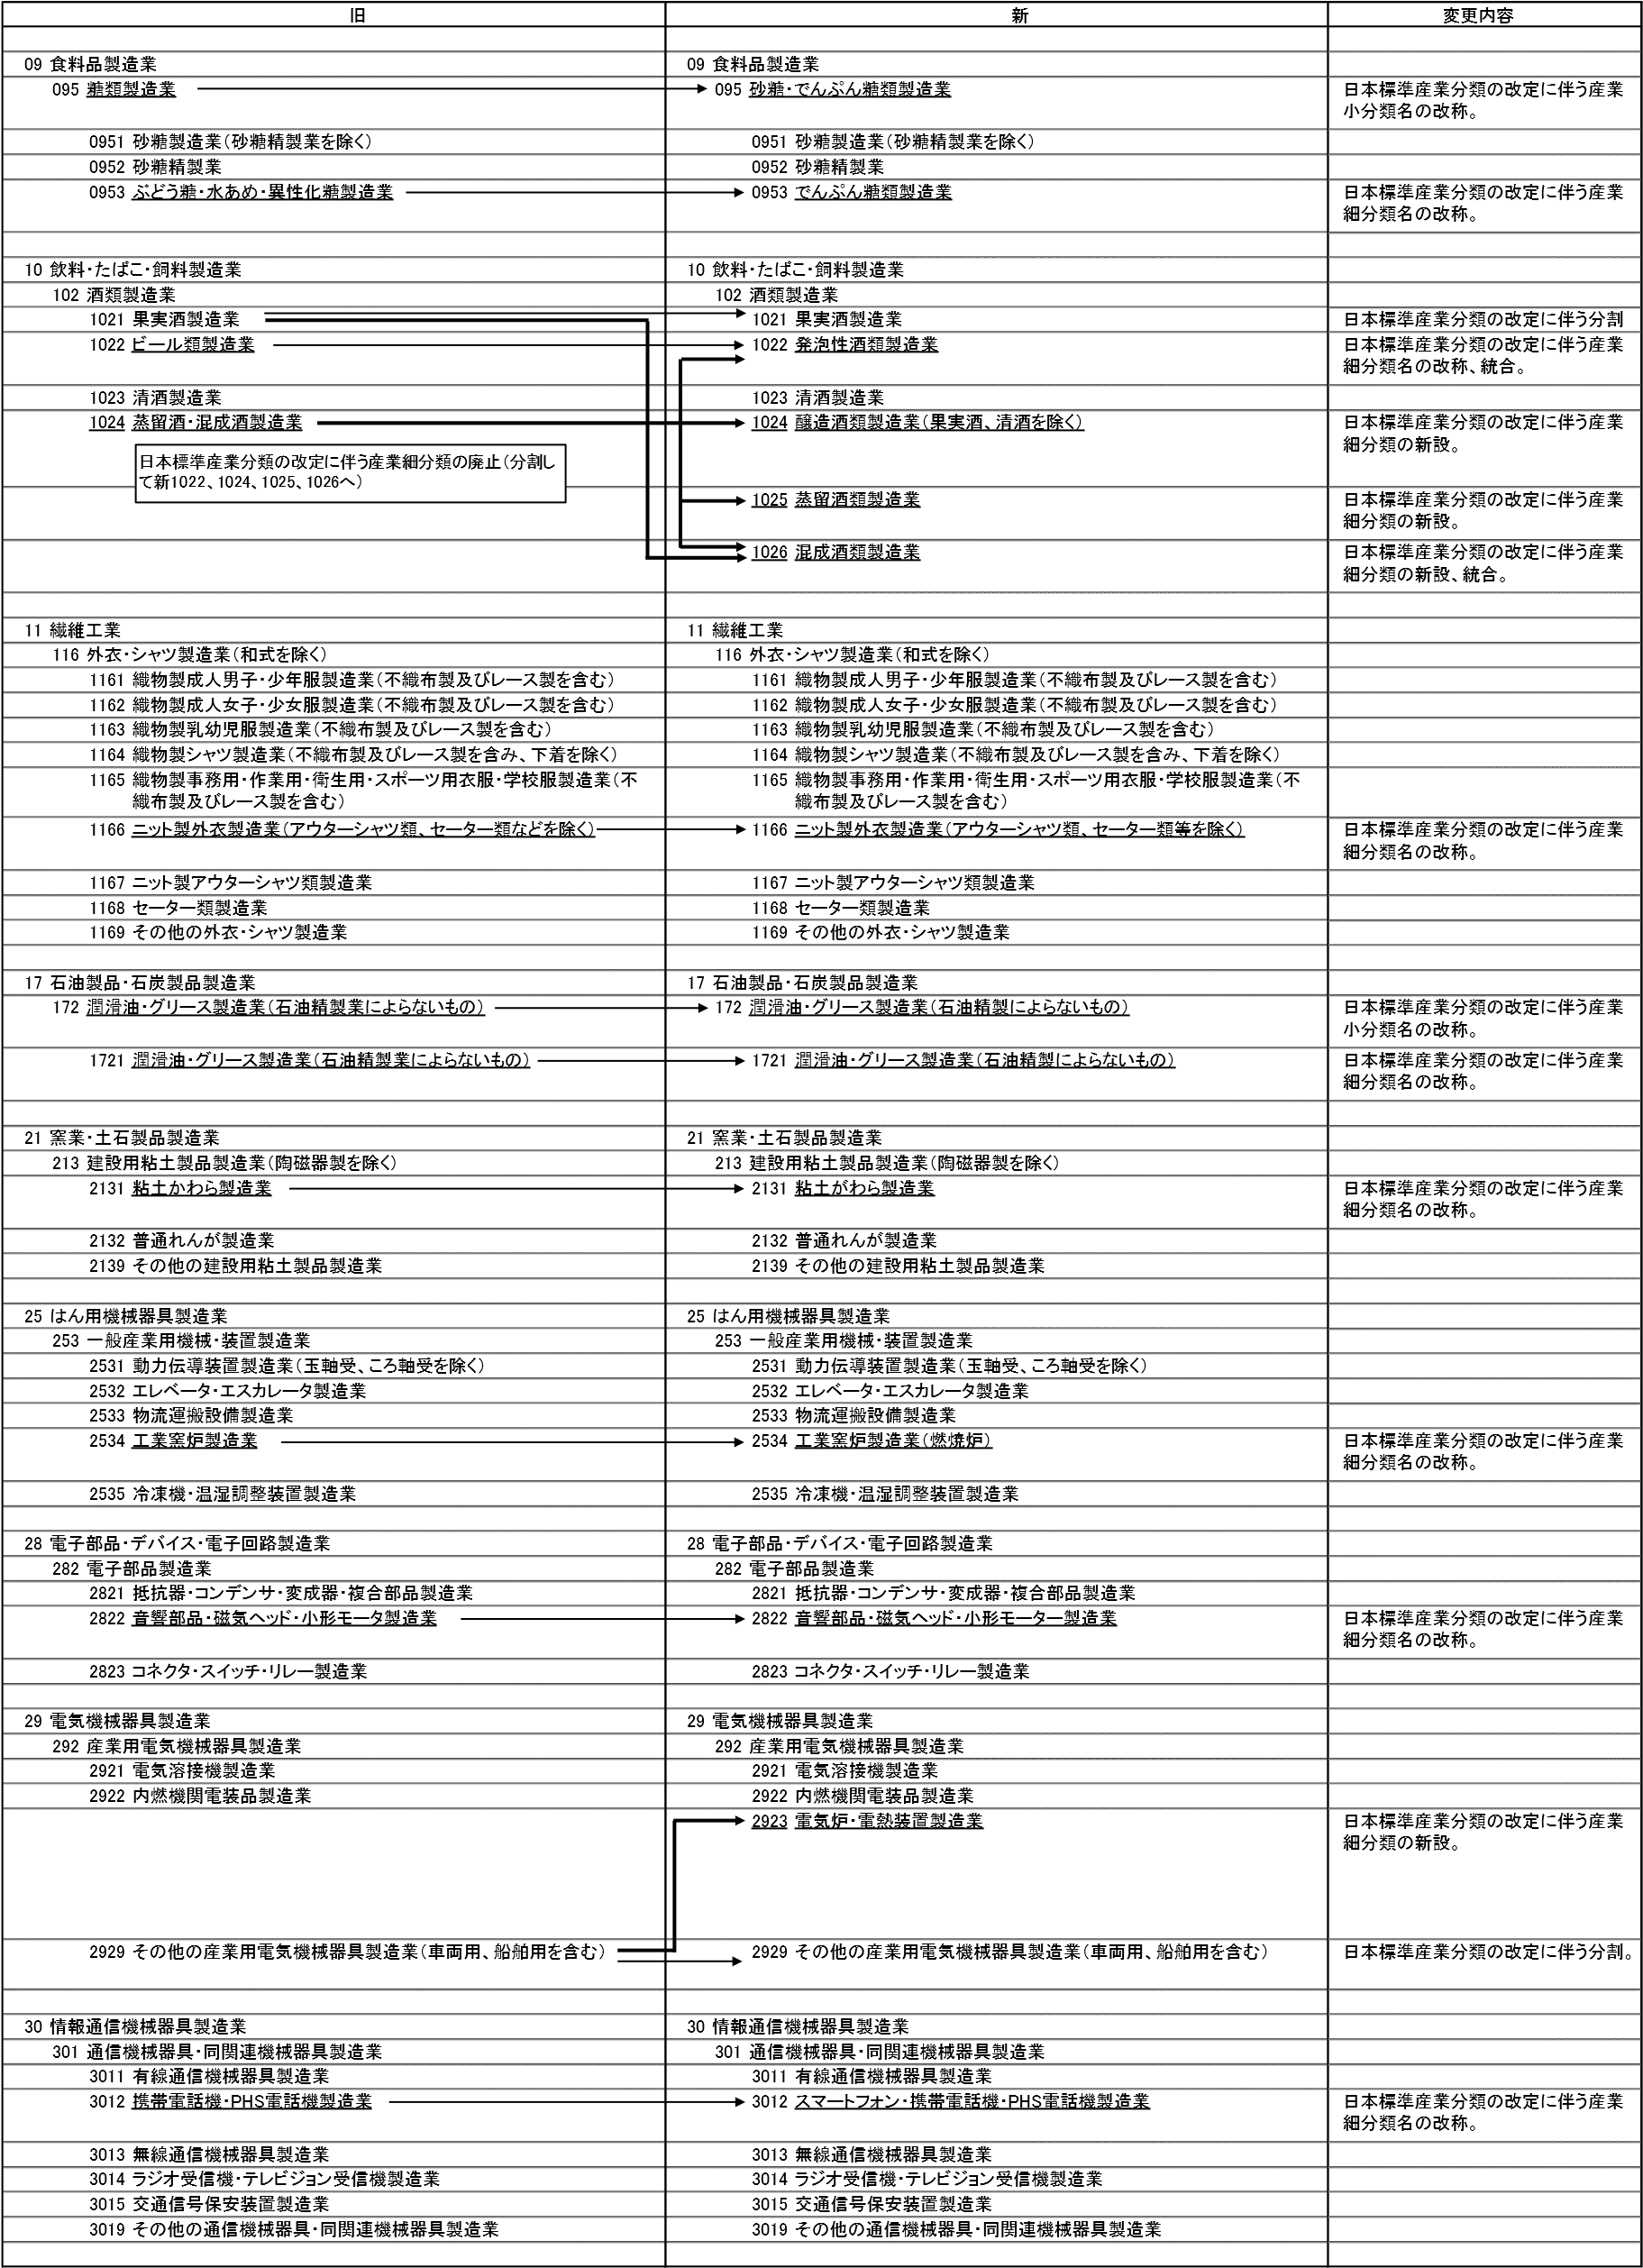 旧 新 変更内容
09 食料品製造業 09 食料品製造業
095 糖類製造業 095 砂糖・でんぷん糖類製造業 日本標準産業分類の改定に伴う産業
小分類名の改称。
0951 砂糖製造業（砂糖精製業を除く） 0951 砂糖製造業（砂糖精製業を除く）
0952 砂糖精製業 0952 砂糖精製業
0953 ぶどう糖・水あめ・異性化糖製造業 0953 でんぷん糖類製造業 日本標準産業分類の改定に伴う産業
細分類名の改称。
10 飲料・たばこ・飼料製造業 10 飲料・たばこ・飼料製造業
102 酒類製造業 102 酒類製造業
1021 果実酒製造業 1021 果実酒製造業 日本標準産業分類の改定に伴う分割
1022 ビール類製造業 1022 発泡性酒類製造業 日本標準産業分類の改定に伴う産業
細分類名の改称、統合。
1023 清酒製造業 1023 清酒製造業
1024 蒸留酒・混成酒製造業 1024 醸造酒類製造業（果実酒、清酒を除く） 日本標準産業分類の改定に伴う産業
細分類の新設。
日本標準産業分類の改定に伴う産業細分類の廃止（分割し
て新1022、1024、1025、1026へ）
1025 蒸留酒類製造業 日本標準産業分類の改定に伴う産業
細分類の新設。
1026 混成酒類製造業 日本標準産業分類の改定に伴う産業
細分類の新設、統合。
11 繊維工業 11 繊維工業
116 外衣・シャツ製造業（和式を除く） 116 外衣・シャツ製造業（和式を除く）
1161 織物製成人男子・少年服製造業（不織布製及びレース製を含む） 1161 織物製成人男子・少年服製造業（不織布製及びレース製を含む）
1162 織物製成人女子・少女服製造業（不織布製及びレース製を含む） 1162 織物製成人女子・少女服製造業（不織布製及びレース製を含む）
1163 織物製乳幼児服製造業（不織布製及びレース製を含む） 1163 織物製乳幼児服製造業（不織布製及びレース製を含む）
1164 織物製シャツ製造業（不織布製及びレース製を含み、下着を除く） 1164 織物製シャツ製造業（不織布製及びレース製を含み、下着を除く）
1165 織物製事務用・作業用・衛生用・スポーツ用衣服・学校服製造業（不 1165 織物製事務用・作業用・衛生用・スポーツ用衣服・学校服製造業（不
織布製及びレース製を含む） 織布製及びレース製を含む）
1166 ニット製外衣製造業（アウターシャツ類、セーター類などを除く） 1166 ニット製外衣製造業（アウターシャツ類、セーター類等を除く） 日本標準産業分類の改定に伴う産業
細分類名の改称。
1167 ニット製アウターシャツ類製造業 1167 ニット製アウターシャツ類製造業
1168 セーター類製造業 1168 セーター類製造業
1169 その他の外衣・シャツ製造業 1169 その他の外衣・シャツ製造業
17 石油製品・石炭製品製造業 17 石油製品・石炭製品製造業
172 潤滑油・グリース製造業（石油精製業によらないもの） 172 潤滑油・グリース製造業（石油精製によらないもの） 日本標準産業分類の改定に伴う産業
小分類名の改称。
1721 潤滑油・グリース製造業（石油精製業によらないもの） 1721 潤滑油・グリース製造業（石油精製によらないもの） 日本標準産業分類の改定に伴う産業
細分類名の改称。
21 窯業・土石製品製造業 21 窯業・土石製品製造業
213 建設用粘土製品製造業（陶磁器製を除く） 213 建設用粘土製品製造業（陶磁器製を除く）
2131 粘土かわら製造業 2131 粘土がわら製造業 日本標準産業分類の改定に伴う産業
細分類名の改称。
2132 普通れんが製造業 2132 普通れんが製造業
2139 その他の建設用粘土製品製造業 2139 その他の建設用粘土製品製造業
25 はん用機械器具製造業 25 はん用機械器具製造業
253 一般産業用機械・装置製造業 253 一般産業用機械・装置製造業
2531 動力伝導装置製造業（玉軸受、ころ軸受を除く） 2531 動力伝導装置製造業（玉軸受、ころ軸受を除く）
2532 エレベータ・エスカレータ製造業 2532 エレベータ・エスカレータ製造業
2533 物流運搬設備製造業 2533 物流運搬設備製造業
2534 工業窯炉製造業 2534 工業窯炉製造業（燃焼炉） 日本標準産業分類の改定に伴う産業
細分類名の改称。
2535 冷凍機・温湿調整装置製造業 2535 冷凍機・温湿調整装置製造業
28 電子部品・デバイス・電子回路製造業 28 電子部品・デバイス・電子回路製造業
282 電子部品製造業 282 電子部品製造業
2821 抵抗器・コンデンサ・変成器・複合部品製造業 2821 抵抗器・コンデンサ・変成器・複合部品製造業
2822 音響部品・磁気ヘッド・小形モータ製造業 2822 音響部品・磁気ヘッド・小形モーター製造業 日本標準産業分類の改定に伴う産業
細分類名の改称。
2823 コネクタ・スイッチ・リレー製造業 2823 コネクタ・スイッチ・リレー製造業
29 電気機械器具製造業 29 電気機械器具製造業
292 産業用電気機械器具製造業 292 産業用電気機械器具製造業
2921 電気溶接機製造業 2921 電気溶接機製造業
2922 内燃機関電装品製造業 2922 内燃機関電装品製造業
2923 電気炉・電熱装置製造業 日本標準産業分類の改定に伴う産業
細分類の新設。
2929 その他の産業用電気機械器具製造業（車両用、船舶用を含む） 2929 その他の産業用電気機械器具製造業（車両用、船舶用を含む） 日本標準産業分類の改定に伴う分割。
30 情報通信機械器具製造業 30 情報通信機械器具製造業
301 通信機械器具・同関連機械器具製造業 301 通信機械器具・同関連機械器具製造業
3011 有線通信機械器具製造業 3011 有線通信機械器具製造業
3012 携帯電話機・PHS電話機製造業 3012 スマートフォン・携帯電話機・PHS電話機製造業 日本標準産業分類の改定に伴う産業
細分類名の改称。
3013 無線通信機械器具製造業 3013 無線通信機械器具製造業
3014 ラジオ受信機・テレビジョン受信機製造業 3014 ラジオ受信機・テレビジョン受信機製造業
3015 交通信号保安装置製造業 3015 交通信号保安装置製造業
3019 その他の通信機械器具・同関連機械器具製造業 3019 その他の通信機械器具・同関連機械器具製造業